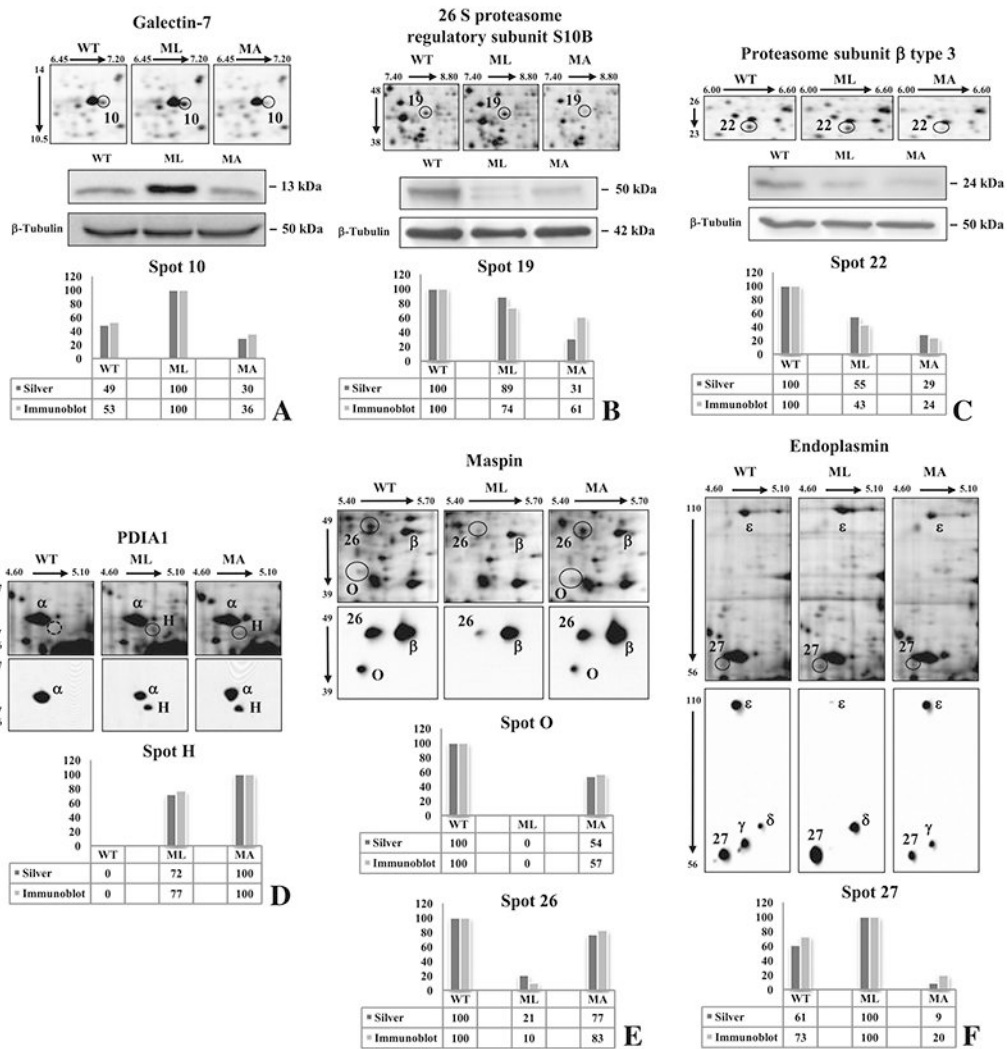 Galectin-7
WT ML MA
6.45 7.20 6.45 7.20 6.45 7.20
14
10.5
10 10 10
WT ML MA
– 13 kDa
β-Tubulin – 50 kDa
Spot 10
120
100
80
60
40
20
0
WT ML MA
Silver 49 100 30
Immunoblot 53 100 36
A
26 S proteasome
regulatory subunit S10B
WT ML MA
7.40 8.80 7.40 8.80 7.40 8.80
48
38
19 19 19
WT ML MA
– 50 kDa
β-Tubulin – 42 kDa
Spot 19
120
100
80
60
40
20
0
WT ML MA
Silver 100 89 31
Immunoblot 100 74 61
B
Proteasome subunit β type 3
WT ML MA
6.00 6.60 6.00 6.60 6.00 6.60
26
23
22 22 22
WT ML MA
– 24 kDa
β-Tubulin – 50 kDa
Spot 22
120
100
80
60
40
20
0
WT ML MA
Silver 100 55 29
Immunoblot 100 43 24
C
PDIA1
WT ML MA
4.60 5.10 4.60 5.10 4.60 5.10
α α H α H
α α H α H
Spot H
120
100
80
60
40
20
0
WT ML MA
Silver 0 72 100
Immunoblot 0 77 100
D
Maspin
WT ML MA
5.40 5.70 5.40 5.70 5.40 5.70
49
39
26 β 26 β 26 β
O O
49
39
26 β 26 β 26 β
O O
Spot O
120
100
80
60
40
20
0
WT ML MA
Silver 100 0 54
Immunoblot 100 0 57
Spot 26
120
100
80
60
40
20
0
WT ML MA
Silver 100 21 77
Immunoblot 100 10 83
E
Endoplasmin
WT ML MA
4.60 5.10 4.60 5.10 4.60 5.10
110
56
ε ε ε
27 27 27
110
56
ε ε ε
27 γ δ 27 δ 27 γ
Spot 27
120
100
80
60
40
20
0
WT ML MA
Silver 61 100 9
Immunoblot 73 100 20
F